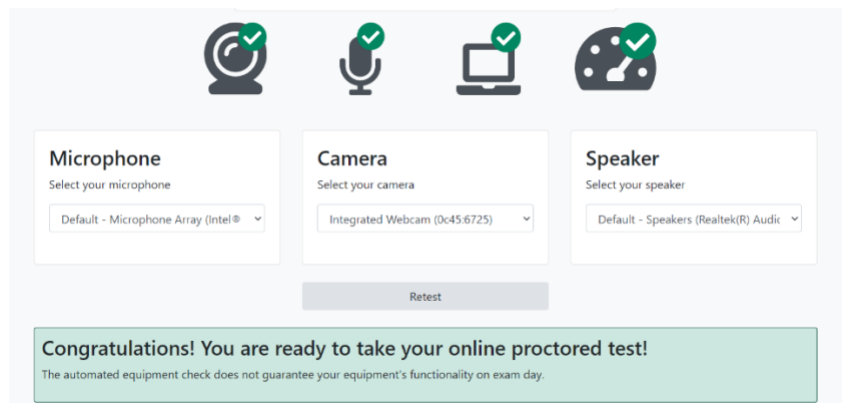 Microphone
Select your microphone
Default - Microphone Array (Intel®
Camera
Select your camera
Integrated Webcam (0c45:6725)
Speaker
Select your speaker
Default - Speakers (Realtek(R) Audic
Retest
Congratulations! You are ready to take your online proctored test!
The automated equipment check does not guarantee your equipment's functionality on exam day.